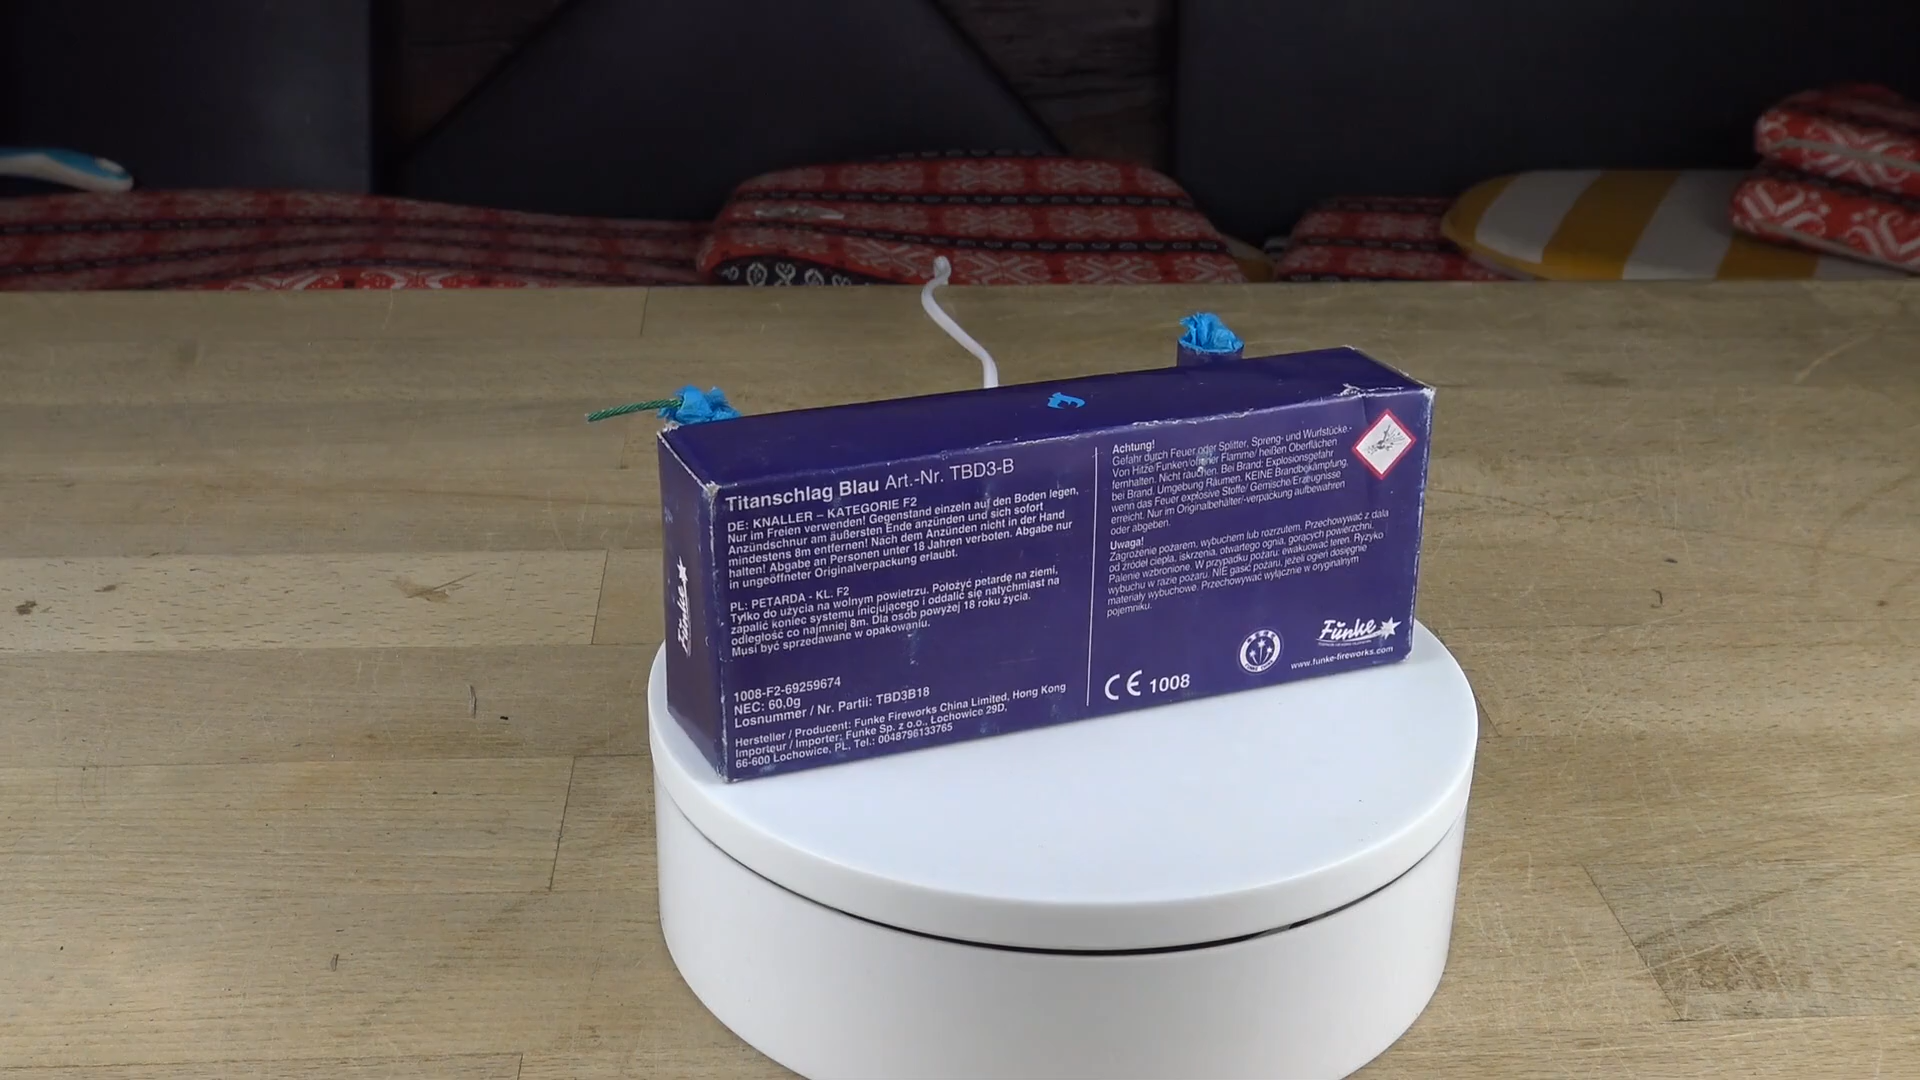 Titanschlag Blau Art.-Nr. TBD3-B
DE: KNALLER – KATEGORIE F2
Nur im Freien verwenden! Gegenstand einzeln auf den Boden legen,
Anzündschnur am äußersten Ende anzünden und sich sofort
mindestens 8m entfernen! Nach dem Anzünden nicht in der Hand
halten! Abgabe an Personen unter 18 Jahren verboten. Abgabe nur
in ungeöffneter Originalverpackung erlaubt.
PL: PETARDA - KL. F2
Tylko do użycia na wolnym powietrzu. Położyć petardę na ziemi,
zapalić koniec systemu inicjującego i oddalić się natychmiast na
odległość co najmniej 8m. Dla osób powyżej 18 roku życia.
Musi być sprzedawane w opakowaniu.
1008-F2-69259674
NEC: 60,0g
Losnummer / Nr. Partii: TBD3B18
Hersteller / Producent: Funke Fireworks China Limited, Hong Kong
Importeur / Importer: Funke Sp. z o.o., Lochowice 29D,
66-600 Lochowice, PL, Tel.: 0048796133765
Achtung!
Gefahr durch Feuer oder Splitter, Spreng- und Wurfstücke.-
Von Hitze/Funken/offener Flamme/ heißen Oberflächen
fernhalten. Nicht rauchen. Bei Brand: Explosionsgefahr
bei Brand. Umgebung Räumen. KEINE Brandbekämpfung,
wenn das Feuer explosive Stoffe/ Gemische/Erzeugnisse
erreicht. Nur im Originalbehälter/-verpackung aufbewahren
oder abgeben.
Uwaga!
Zagrożenie pożarem, wybuchem lub rozrzutem. Przechowywać z dala
od źródeł ciepła, iskrzenia, otwartego ognia, gorących powierzchni.
Palenie wzbronione. W przypadku pożaru: ewakuować teren. Ryzyko
wybuchu w razie pożaru. NIE gasić pożaru, jeżeli ogień dosięgnie
materiały wybuchowe. Przechowywać wyłącznie w oryginalnym
pojemniku.
CE 1008
Funke
www.funke-fireworks.com
Funke